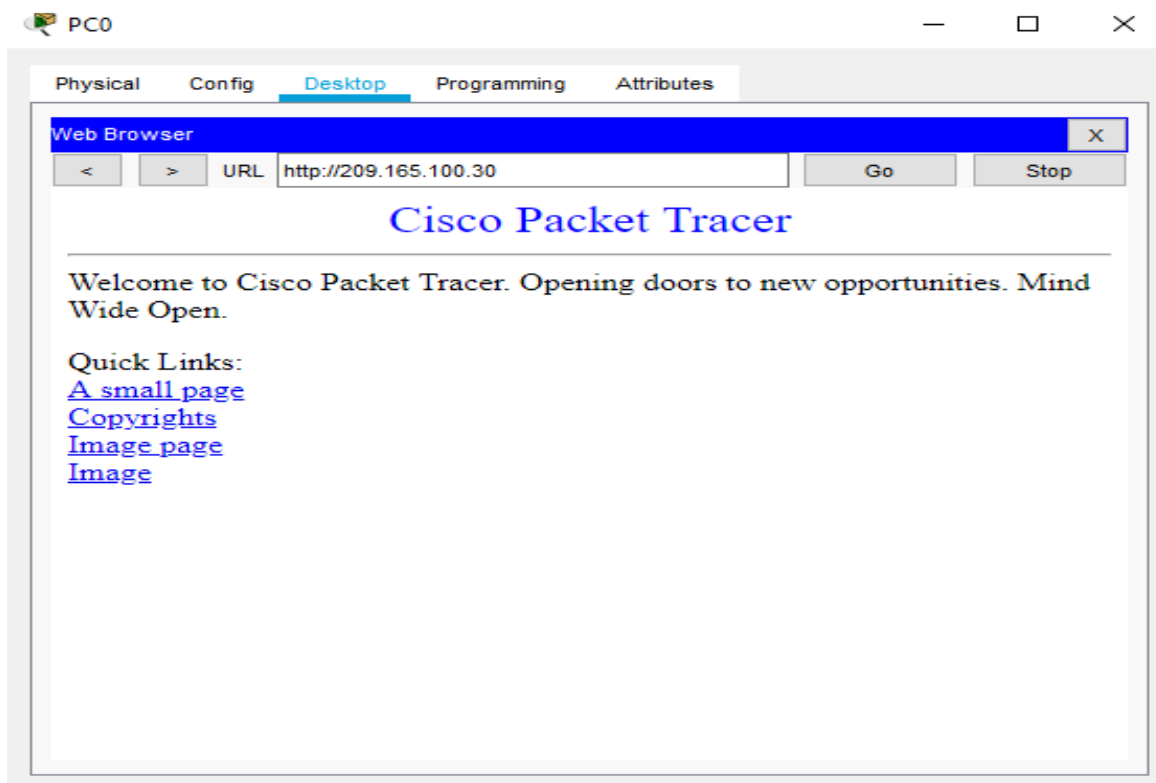 PC0
Physical Config Desktop Programming Attributes
Web Browser X
< > URL http://209.165.100.30 Go Stop
Cisco Packet Tracer
Welcome to Cisco Packet Tracer. Opening doors to new opportunities. Mind
Wide Open.
Quick Links:
A small page
Copyrights
Image page
Image